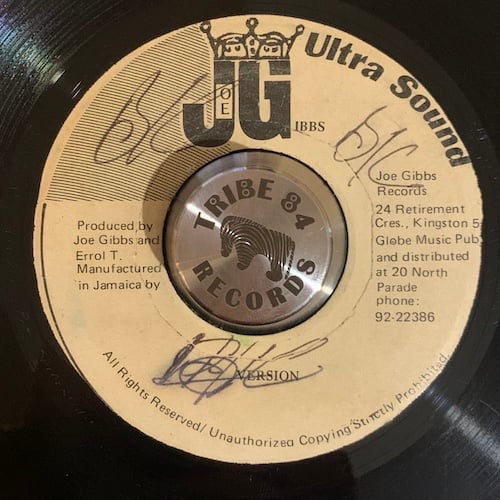 JOE GIBBS
Ultra Sound
Joe Gibbs
Records
24 Retirement
Cres., Kingston 5
Globe Music Pub
and distributed
at 20 North
Parade
phone:
92-22386
Produced by
Joe Gibbs and
Errol T.
Manufactured
in Jamaica by
TRIBE 84
RECORDS
VERSION
All Rights Reserved/ Unauthorized Copying Strictly Prohibited.